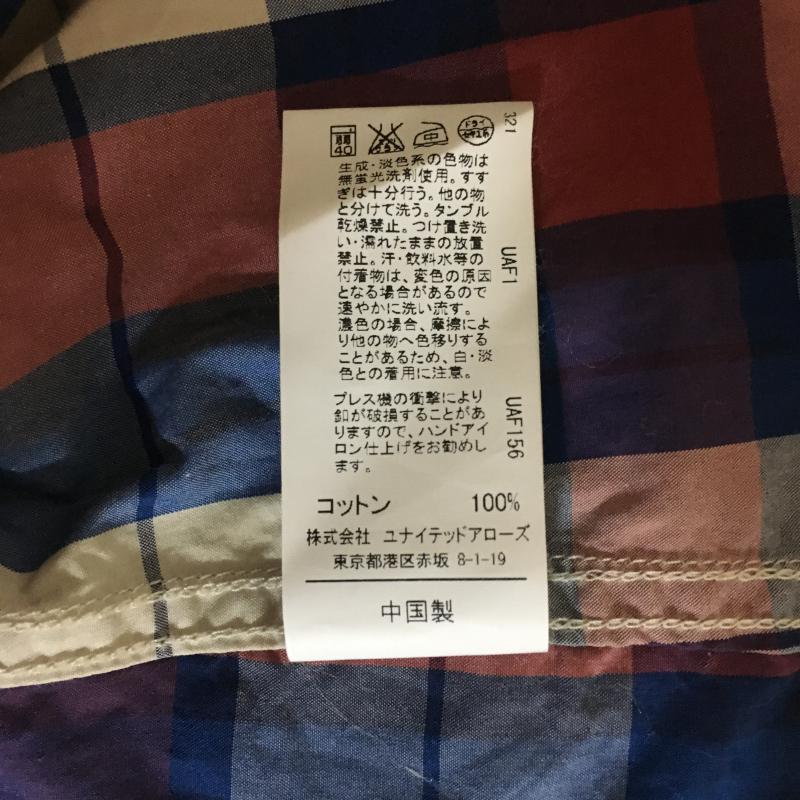 40
ドライ
321
生成・淡色系の色物は
無蛍光洗剤使用。すす
ぎは十分行う。他の物
と分けて洗う。タンブル
乾燥禁止。つけ置き洗
い・濡れたままの放置
禁止。汗・飲料水等の
付着物は、変色の原因
となる場合があるので
速やかに洗い流す。
濃色の場合、摩擦によ
り他の物へ色移りする
ことがあるため、白・淡
色との着用に注意。
UAF1
プレス機の衝撃により
釦が破損することがあ
りますので、ハンドアイ
ロン仕上げをお勧めし
ます。
UAF156
コットン 100%
株式会社 ユナイテッドアローズ
東京都港区赤坂 8-1-19
中国製